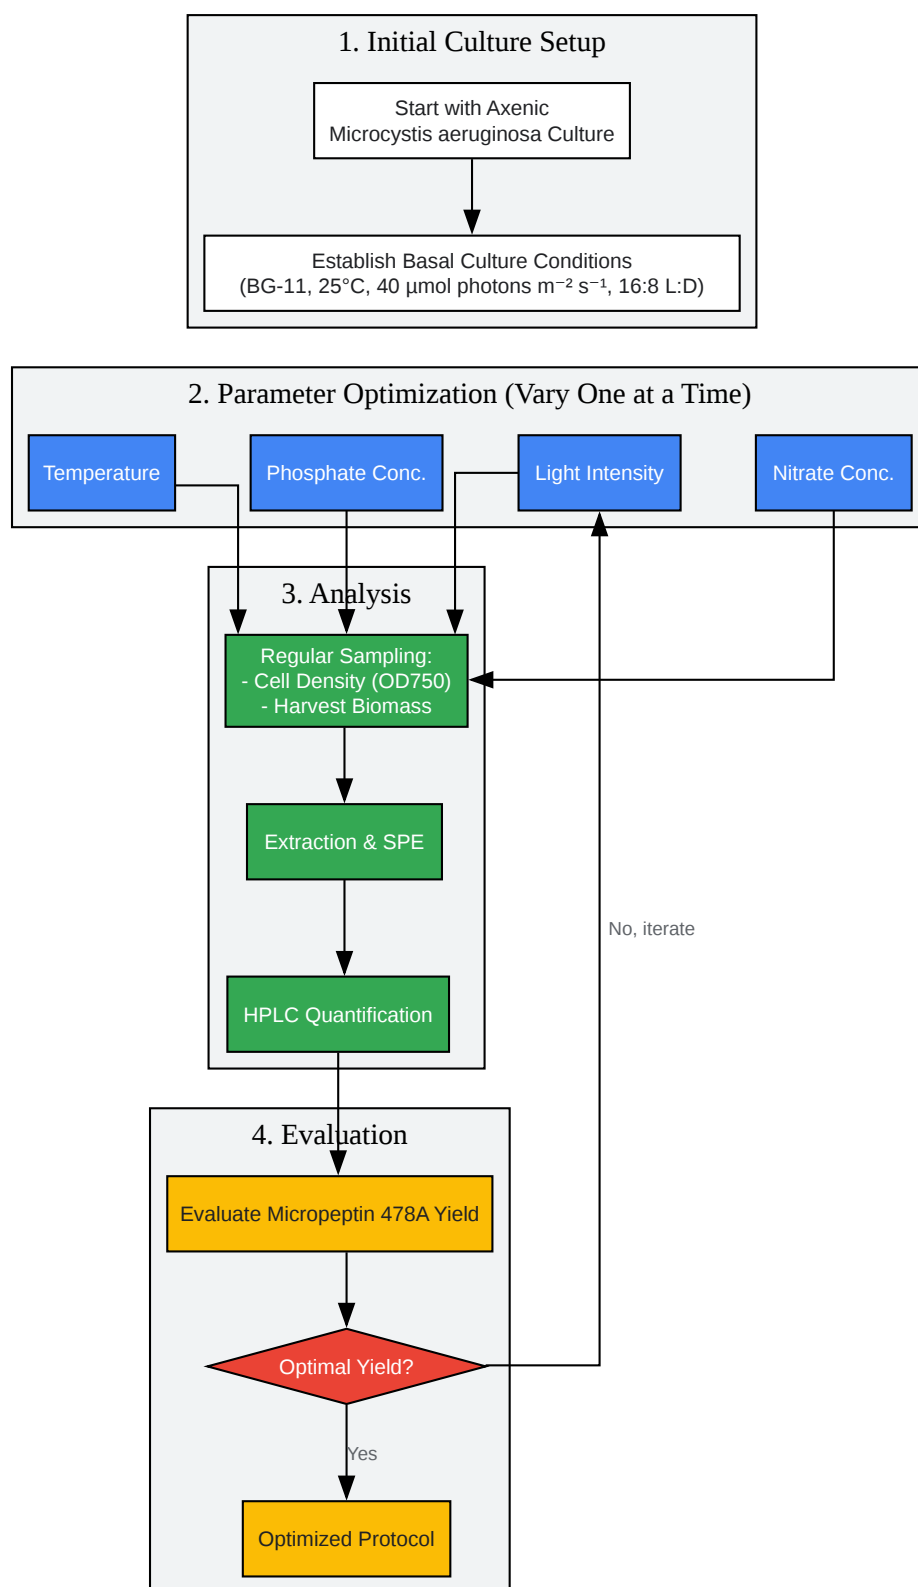 1. Initial Culture Setup
Start with Axenic
Microcystis aeruginosa Culture
Establish Basal Culture Conditions
(BG-11, 25°C, 40 µmol photons m⁻² s⁻¹, 16:8 L:D)
2. Parameter Optimization (Vary One at a Time)
Temperature
Phosphate Conc.
Light Intensity
Nitrate Conc.
3. Analysis
Regular Sampling:
- Cell Density (OD750)
- Harvest Biomass
Extraction & SPE
No, iterate
HPLC Quantification
4. Evaluation
Evaluate Micropeptin 478A Yield
Optimal Yield?
Yes
Optimized Protocol